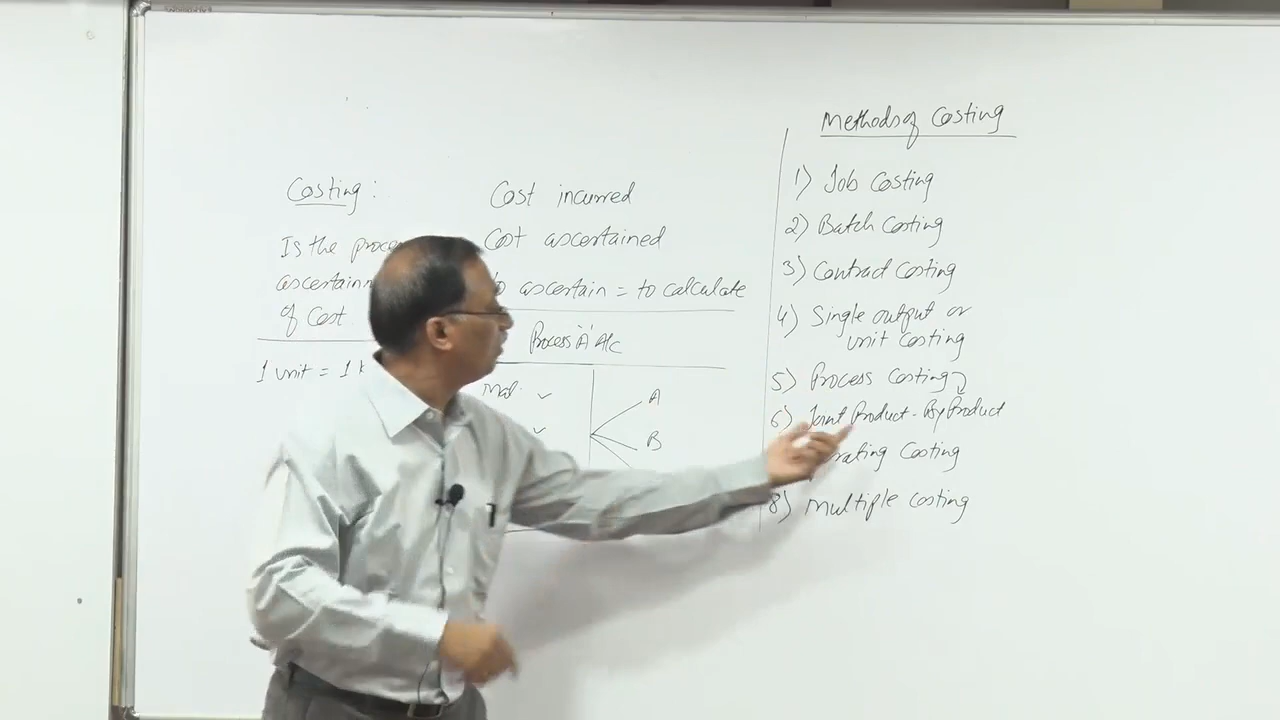 Costing:
Is the
of Cost.
1 unit = 1
Cost incurred
Cost ascertained
to ascertain = to calculate
Process 'A' A/c
Mat. ✓
✓
A
B
Methods of Costing
1) Job Costing
2) Batch Costing
3) Contract Costing
4) Single output or
unit Costing
5) Process Costing
6) Joint Product - By Product
Costing
8) Multiple Costing